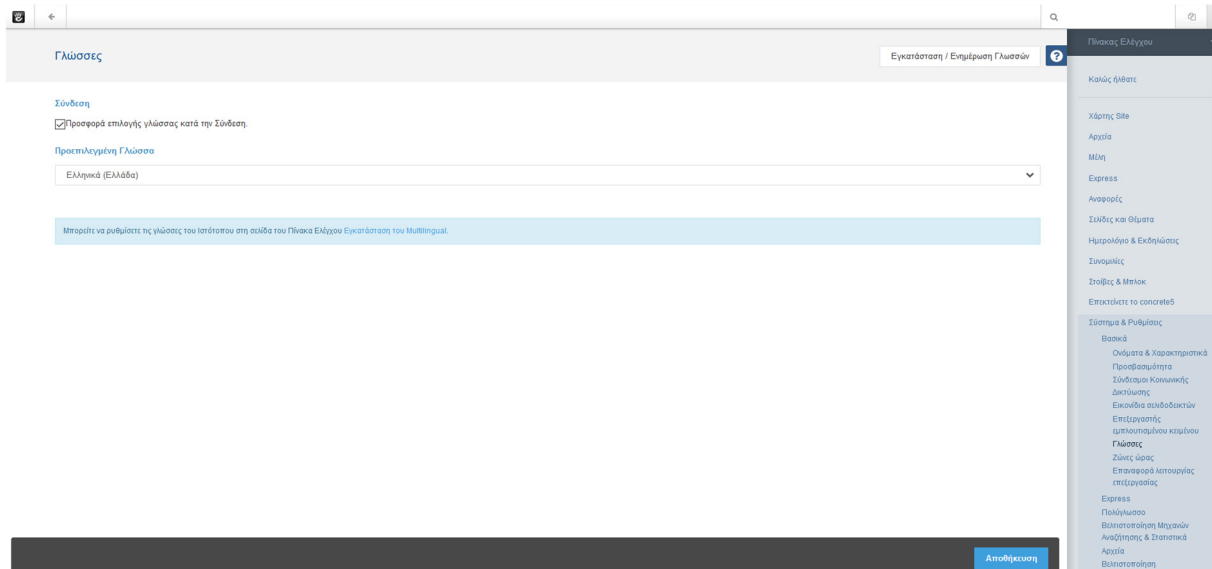 Γλώσσες
Εγκατάσταση / Ενημέρωση Γλωσσών
Σύνδεση
Προσφορά επιλογής γλώσσας κατά την Σύνδεση.
Προεπιλεγμένη Γλώσσα
Ελληνικά (Ελλάδα)
Μπορείτε να ρυθμίσετε τις γλώσσες του Ιστότοπου στη σελίδα του Πίνακα Ελέγχου Εγκατάσταση του Multilingual.
Αποθήκευση
Πίνακας Ελέγχου
Καλώς ήλθατε
Χάρτης Site
Αρχεία
Μέλη
Express
Αναφορές
Σελίδες και Θέματα
Ημερολόγιο & Εκδηλώσεις
Συνομιλίες
Στοίβες & Μπλοκ
Επεκτείνετε το concrete5
Σύστημα & Ρυθμίσεις
Βασικά
Ονόματα & Χαρακτηριστικά
Προσβασιμότητα
Σύνδεσμοι Κοινωνικής
Δικτύωσης
Εικονίδια σελιδοδεικτών
Επεξεργαστής
εμπλουτισμένου κειμένου
Γλώσσες
Ζώνες ώρας
Επαναφορά λειτουργίας
επεξεργασίας
Express
Πολύγλωσσο
Βελτιστοποίηση Μηχανών
Αναζήτησης & Στατιστικά
Αρχεία
Βελτιστοποίηση